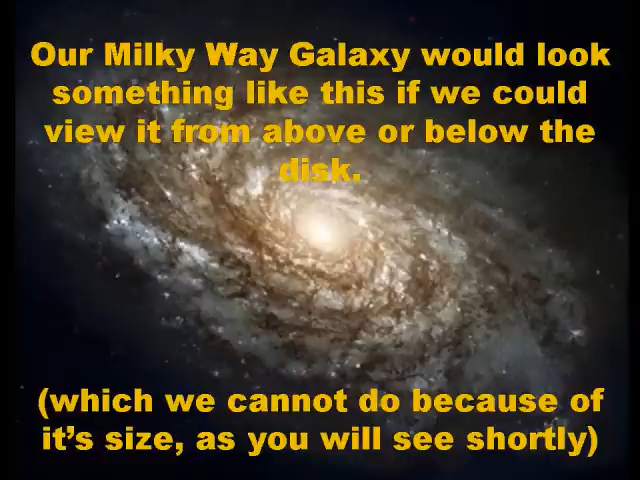 Our Milky Way Galaxy would look
something like this if we could
view it from above or below the
disk.
(which we cannot do because of
it’s size, as you will see shortly)